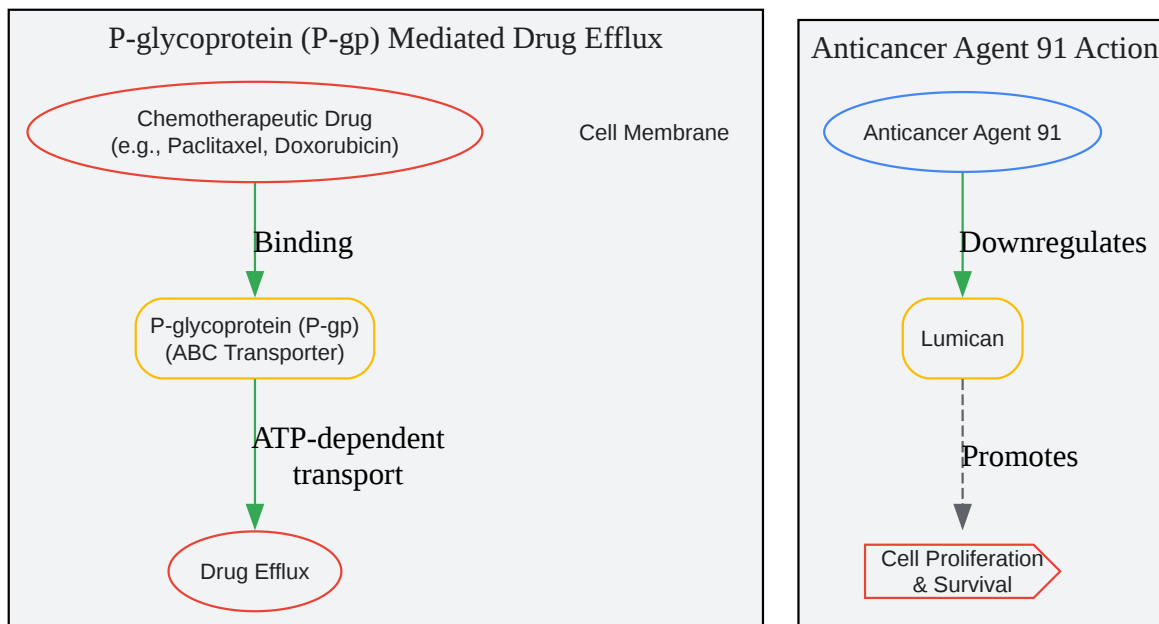 P-glycoprotein (P-gp) Mediated Drug Efflux
Chemotherapeutic Drug
(e.g., Paclitaxel, Doxorubicin)
Cell Membrane
Binding
P-glycoprotein (P-gp)
(ABC Transporter)
ATP-dependent
transport
Drug Efflux
Anticancer Agent 91 Action
Anticancer Agent 91
Downregulates
Lumican
Promotes
Cell Proliferation
& Survival